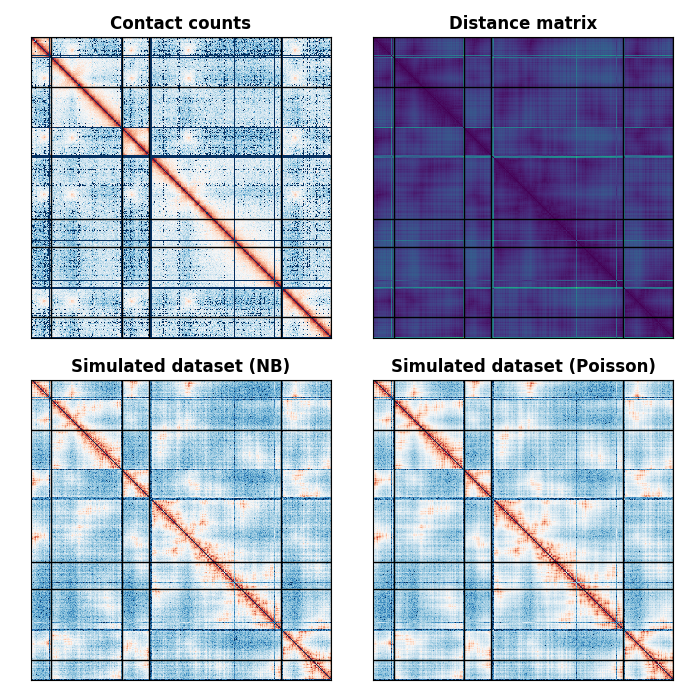 Contact counts
Distance matrix
Simulated dataset (NB)
Simulated dataset (Poisson)